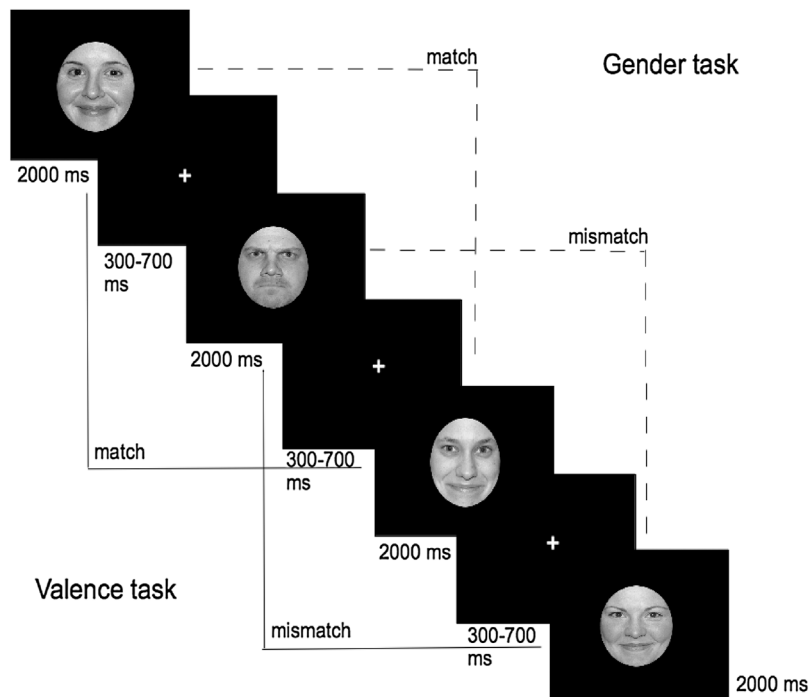 match
Gender task
2000 ms
+
mismatch
300-700
ms
2000 ms
+
match
300-700
ms
2000 ms
+
Valence task
mismatch
300-700
ms
2000 ms